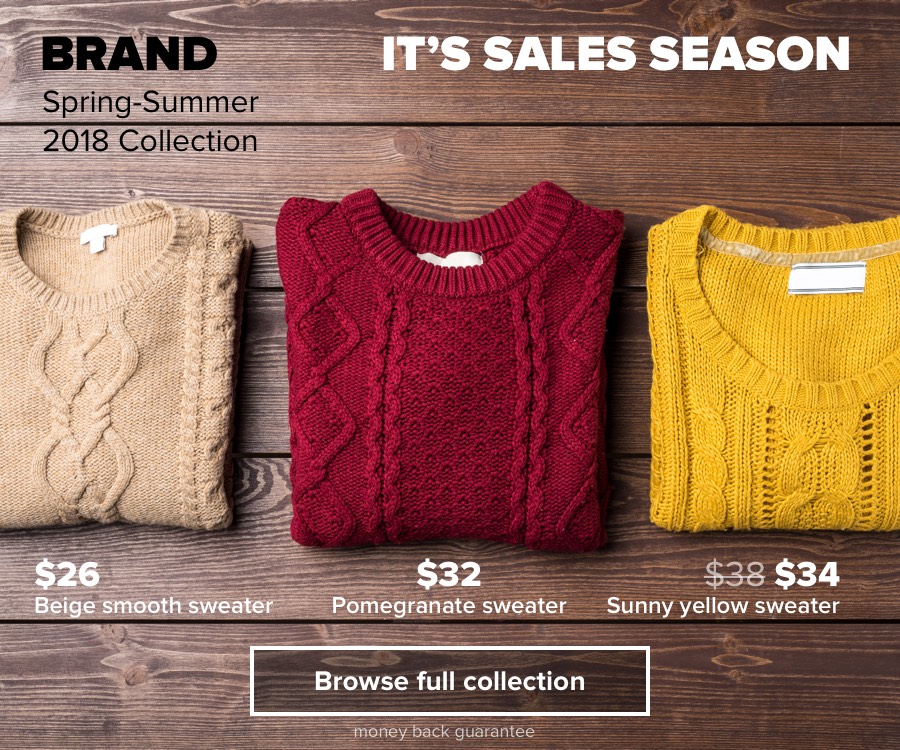 BRAND
IT’S SALES SEASON
Spring-Summer
2018 Collection
$26
Beige smooth sweater
$32
Pomegranate sweater
$38 $34
Sunny yellow sweater
Browse full collection
money back guarantee